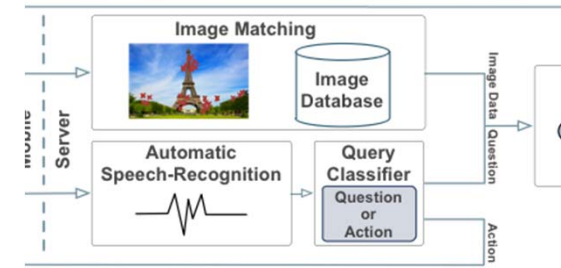 Image Matching
Image
Database
Mobile
Server
Automatic
Speech-Recognition
Query
Classifier
Question
or
Action
Image Data
Question
Action